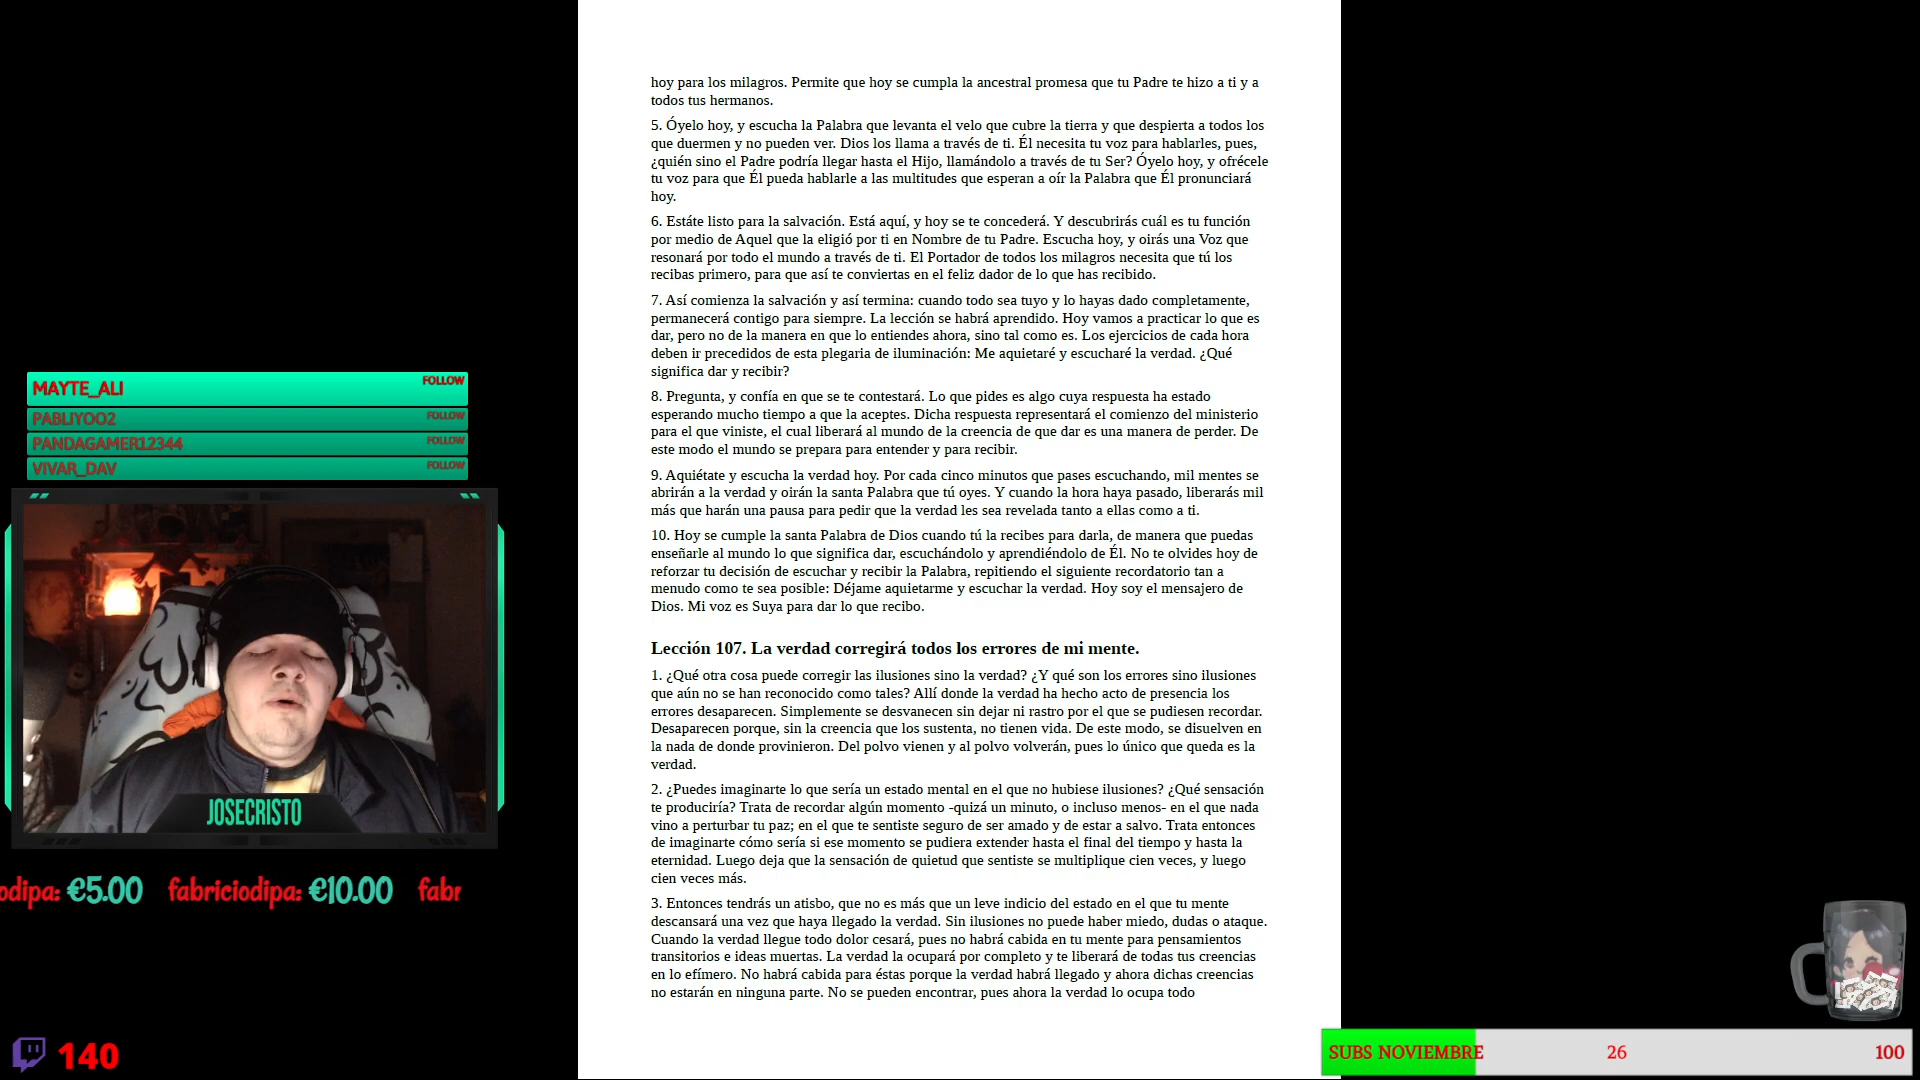 hoy para los milagros. Permite que hoy se cumpla la ancestral promesa que tu Padre te hizo a ti y a
todos tus hermanos.
5. Óyelo hoy, y escucha la Palabra que levanta el velo que cubre la tierra y que despierta a todos los
que duermen y no pueden ver. Dios los llama a través de ti. Él necesita tu voz para hablarles, pues,
¿quién sino el Padre podría llegar hasta el Hijo, llamándolo a través de tu Ser? Óyelo hoy, y ofrécele
tu voz para que Él pueda hablarle a las multitudes que esperan a oír la Palabra que Él pronunciará
hoy.
6. Estáte listo para la salvación. Está aquí, y hoy se te concederá. Y descubrirás cuál es tu función
por medio de Aquel que la eligió por ti en Nombre de tu Padre. Escucha hoy, y oirás una Voz que
resonará por todo el mundo a través de ti. El Portador de todos los milagros necesita que tú los
recibas primero, para que así te conviertas en el feliz dador de lo que has recibido.
7. Así comienza la salvación y así termina: cuando todo sea tuyo y lo hayas dado completamente,
permanecerá contigo para siempre. La lección se habrá aprendido. Hoy vamos a practicar lo que es
dar, pero no de la manera en que lo entiendes ahora, sino tal como es. Los ejercicios de cada hora
deben ir precedidos de esta plegaria de iluminación: Me aquietaré y escucharé la verdad. ¿Qué
significa dar y recibir?
8. Pregunta, y confía en que se te contestará. Lo que pides es algo cuya respuesta ha estado
esperando mucho tiempo a que la aceptes. Dicha respuesta representará el comienzo del ministerio
para el que viniste, el cual liberará al mundo de la creencia de que dar es una manera de perder. De
este modo el mundo se prepara para entender y para recibir.
9. Aquiétate y escucha la verdad hoy. Por cada cinco minutos que pases escuchando, mil mentes se
abrirán a la verdad y oirán la santa Palabra que tú oyes. Y cuando la hora haya pasado, liberarás mil
más que harán una pausa para pedir que la verdad les sea revelada tanto a ellas como a ti.
10. Hoy se cumple la santa Palabra de Dios cuando tú la recibes para darla, de manera que puedas
enseñarle al mundo lo que significa dar, escuchándolo y aprendiéndolo de Él. No te olvides hoy de
reforzar tu decisión de escuchar y recibir la Palabra, repitiendo el siguiente recordatorio tan a
menudo como te sea posible: Déjame aquietarme y escuchar la verdad. Hoy soy el mensajero de
Dios. Mi voz es Suya para dar lo que recibo.
Lección 107. La verdad corregirá todos los errores de mi mente.
1. ¿Qué otra cosa puede corregir las ilusiones sino la verdad? ¿Y qué son los errores sino ilusiones
que aún no se han reconocido como tales? Allí donde la verdad ha hecho acto de presencia los
errores desaparecen. Simplemente se desvanecen sin dejar ni rastro por el que se pudiesen recordar.
Desaparecen porque, sin la creencia que los sustenta, no tienen vida. De este modo, se disuelven en
la nada de donde provinieron. Del polvo vienen y al polvo volverán, pues lo único que queda es la
verdad.
2. ¿Puedes imaginarte lo que sería un estado mental en el que no hubiese ilusiones? ¿Qué sensación
te produciría? Trata de recordar algún momento -quizá un minuto, o incluso menos- en el que nada
vino a perturbar tu paz; en el que te sentiste seguro de ser amado y de estar a salvo. Trata entonces
de imaginarte cómo sería si ese momento se pudiera extender hasta el final del tiempo y hasta la
eternidad. Luego deja que la sensación de quietud que sentiste se multiplique cien veces, y luego
cien veces más.
3. Entonces tendrás un atisbo, que no es más que un leve indicio del estado en el que tu mente
descansará una vez que haya llegado la verdad. Sin ilusiones no puede haber miedo, dudas o ataque.
Cuando la verdad llegue todo dolor cesará, pues no habrá cabida en tu mente para pensamientos
transitorios e ideas muertas. La verdad la ocupará por completo y te liberará de todas tus creencias
en lo efímero. No habrá cabida para éstas porque la verdad habrá llegado y ahora dichas creencias
no estarán en ninguna parte. No se pueden encontrar, pues ahora la verdad lo ocupa todo
MAYTE_ALI FOLLOW
PABLIYOO2 FOLLOW
PANDAGAMER12344 FOLLOW
VIVAR_DAV FOLLOW
JOSECRISTO
odipa: €5.00 fabriciodipa: €10.00 fabr
140
SUBS NOVIEMBRE 26 100